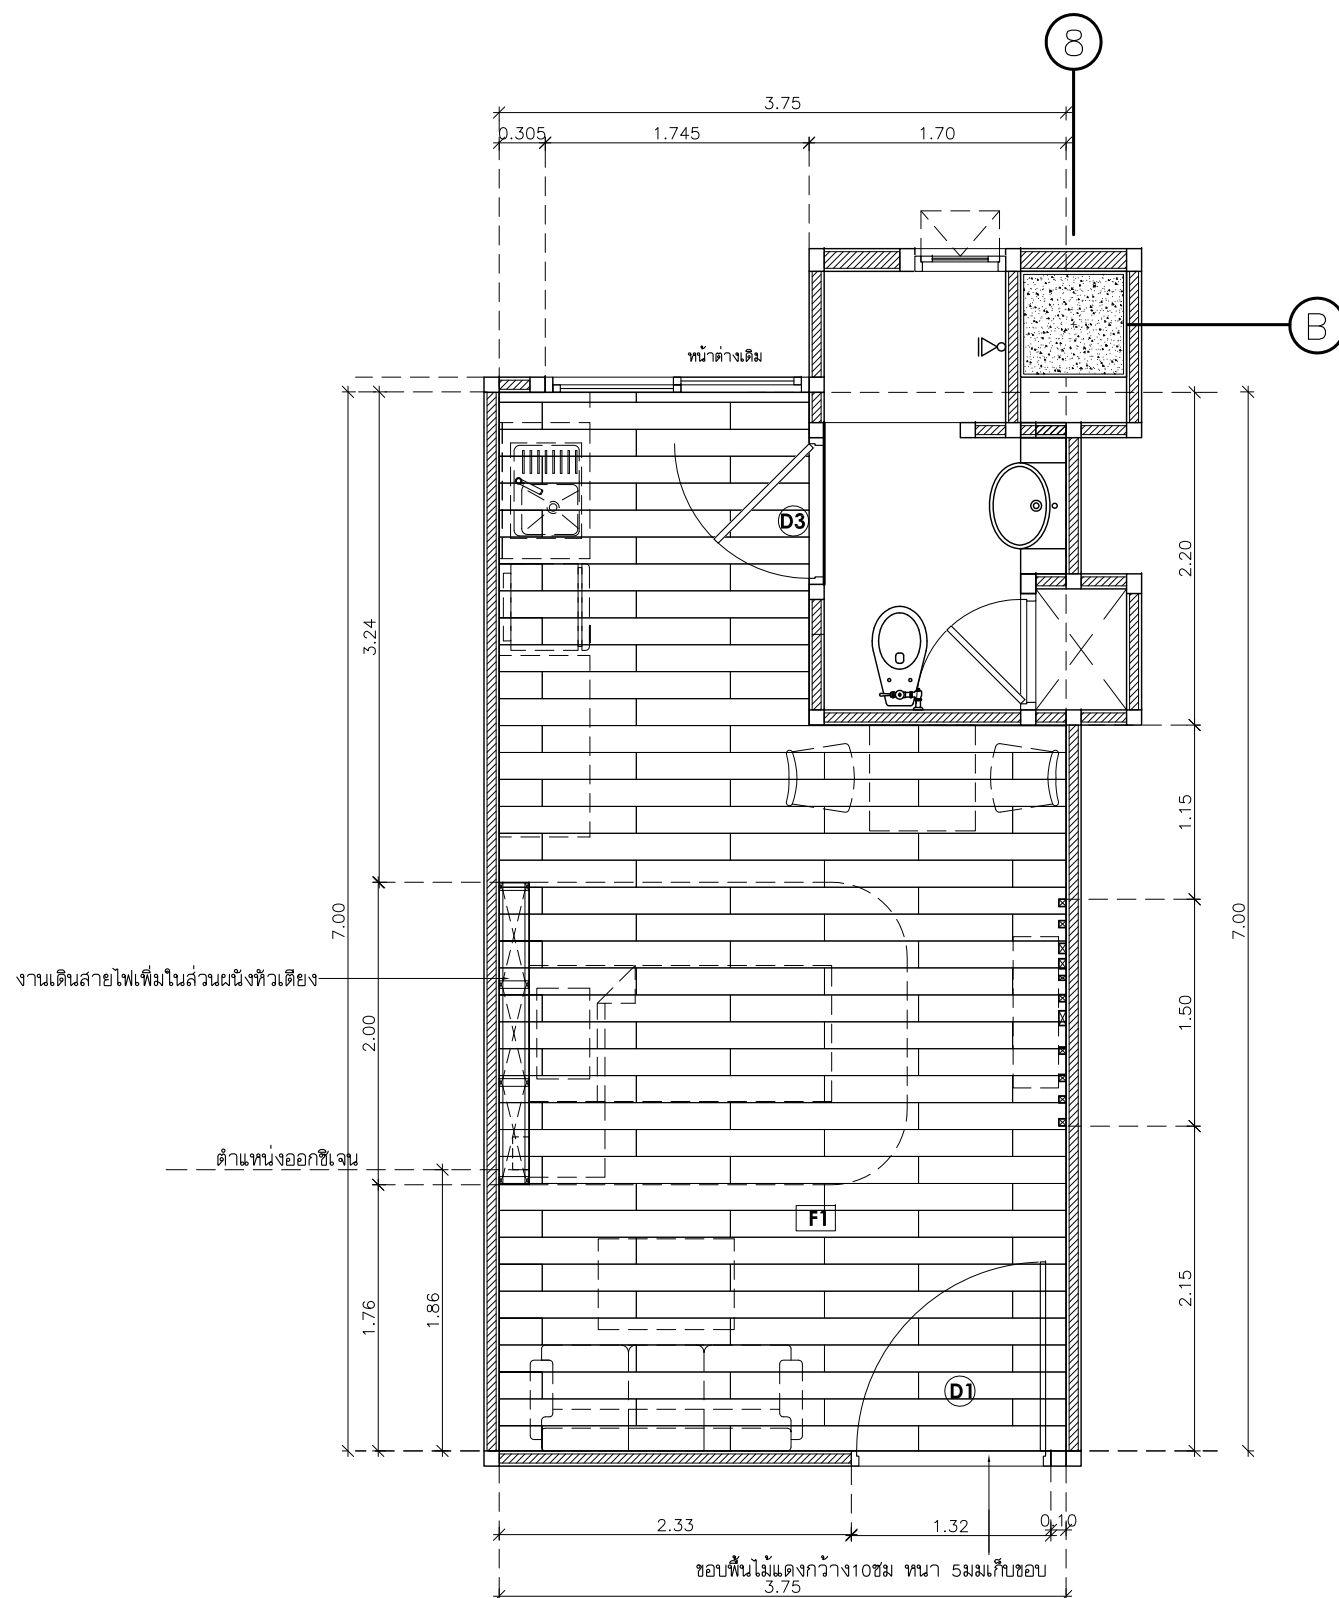 8
3.75
0.305
1.745
1.70
B
หน้าต่างเดิม
D3
2.20
3.24
1.15
7.00
7.00
งานเดินสายไฟเพิ่มในส่วนผนังหัวเตียง
2.00
1.50
ตำแหน่งออกซิเจน
F1
1.76
1.86
2.15
D1
2.33
1.32
0.10
ขอบพื้นไม้แดงกว้าง10ซม หนา 5มมเก็บขอบ
3.75